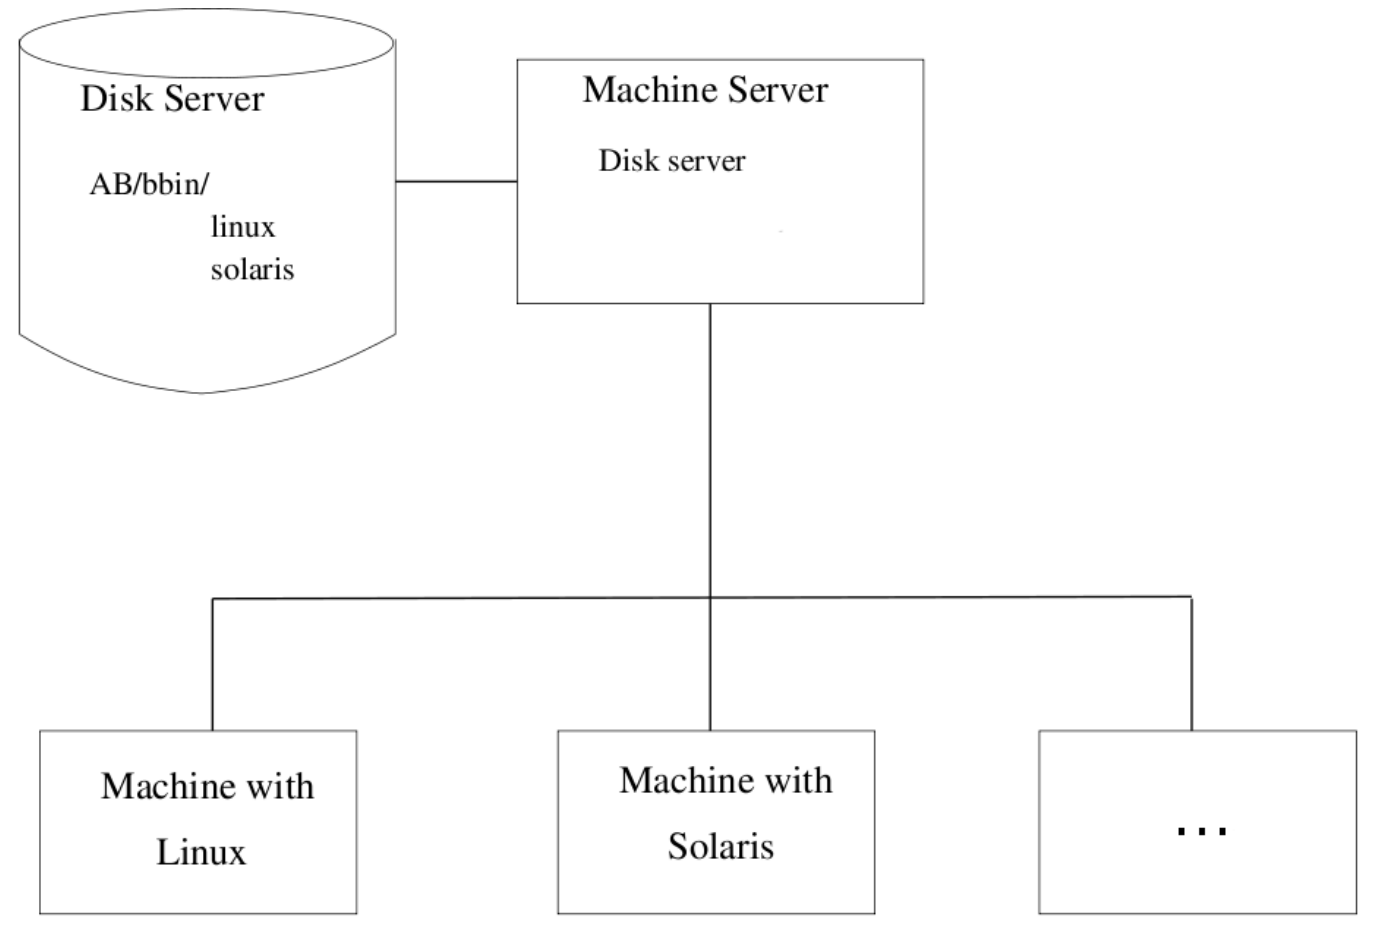 Disk Server
AB/bbin/
linux
solaris
Machine Server
Disk server
Machine with
Linux
Machine with
Solaris
...